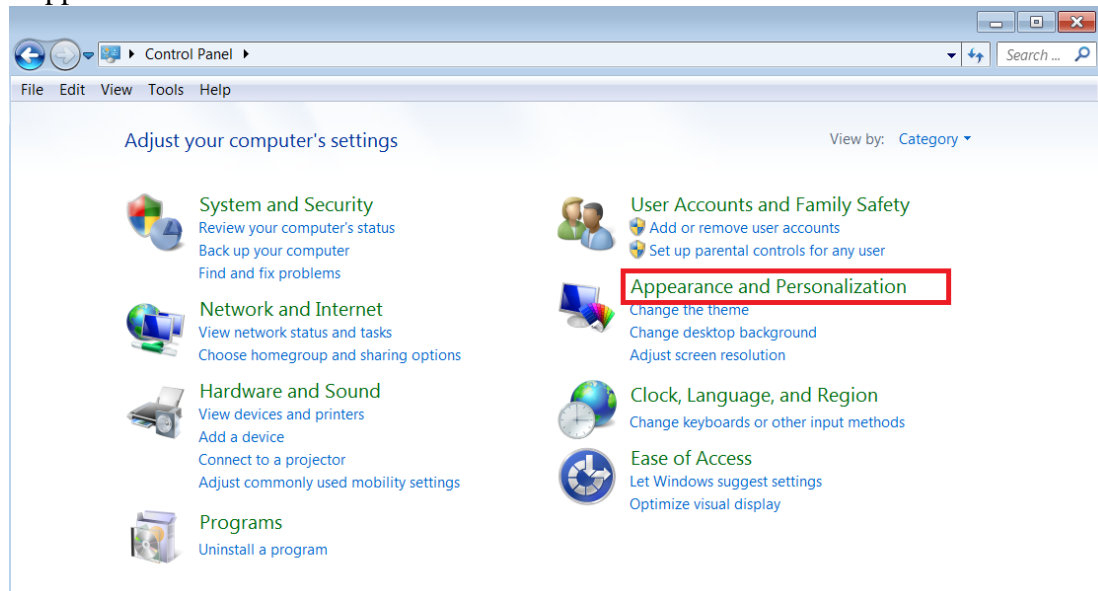 Control Panel
Search ...
File Edit View Tools Help
Adjust your computer's settings
View by: Category
System and Security
Review your computer's status
Back up your computer
Find and fix problems
Network and Internet
View network status and tasks
Choose homegroup and sharing options
Hardware and Sound
View devices and printers
Add a device
Connect to a projector
Adjust commonly used mobility settings
Programs
Uninstall a program
User Accounts and Family Safety
Add or remove user accounts
Set up parental controls for any user
Appearance and Personalization
Change the theme
Change desktop background
Adjust screen resolution
Clock, Language, and Region
Change keyboards or other input methods
Ease of Access
Let Windows suggest settings
Optimize visual display